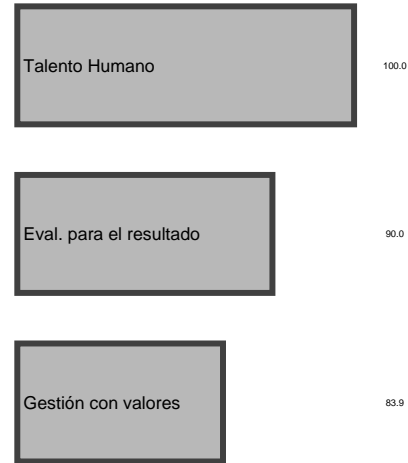 Talento Humano 100.0
Eval. para el resultado 90.0
Gestión con valores 83.9